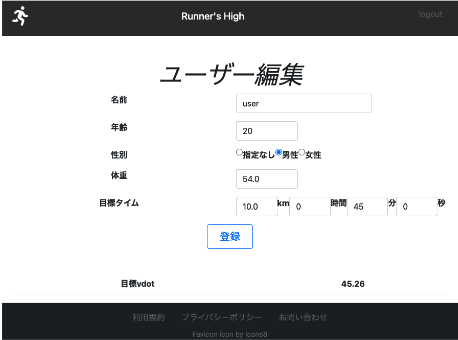 Runner's High logout
ユーザー編集
名前 user
年齢 20
性別 指定なし 男性 女性
体重 54.0
目標タイム 10.0 km 0 時間 45 分 0 秒
登録
目標vdot 45.26
利用規約 プライバシーポリシー お問い合わせ
Favicon icon by Icons8